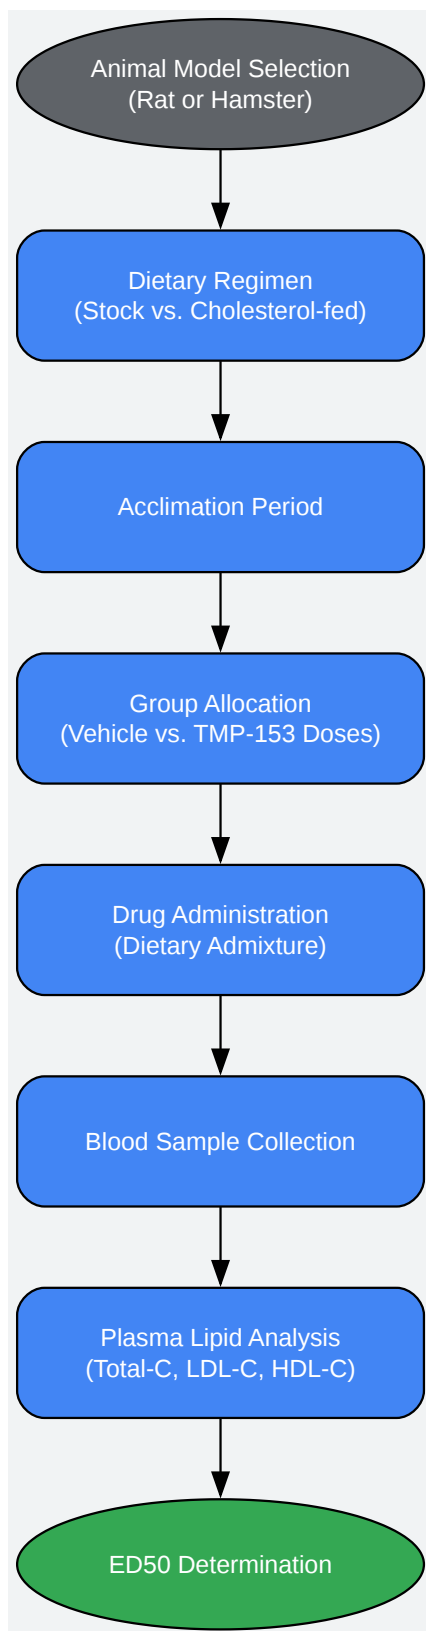 Animal Model Selection
(Rat or Hamster)
Dietary Regimen
(Stock vs. Cholesterol-fed)
Acclimation Period
Group Allocation
(Vehicle vs. TMP-153 Doses)
Drug Administration
(Dietary Admixture)
Blood Sample Collection
Plasma Lipid Analysis
(Total-C, LDL-C, HDL-C)
ED50 Determination